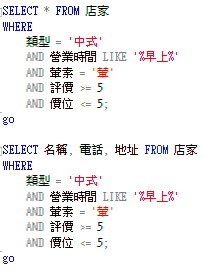 SELECT * FROM 店家
WHERE
類型 = '中式'
AND 營業時間 LIKE '%早上%'
AND 葷素 = '葷'
AND 評價 >= 5
AND 價位 <= 5;
go
SELECT 名稱, 電話, 地址 FROM 店家
WHERE
類型 = '中式'
AND 營業時間 LIKE '%早上%'
AND 葷素 = '葷'
AND 評價 >= 5
AND 價位 <= 5;
go